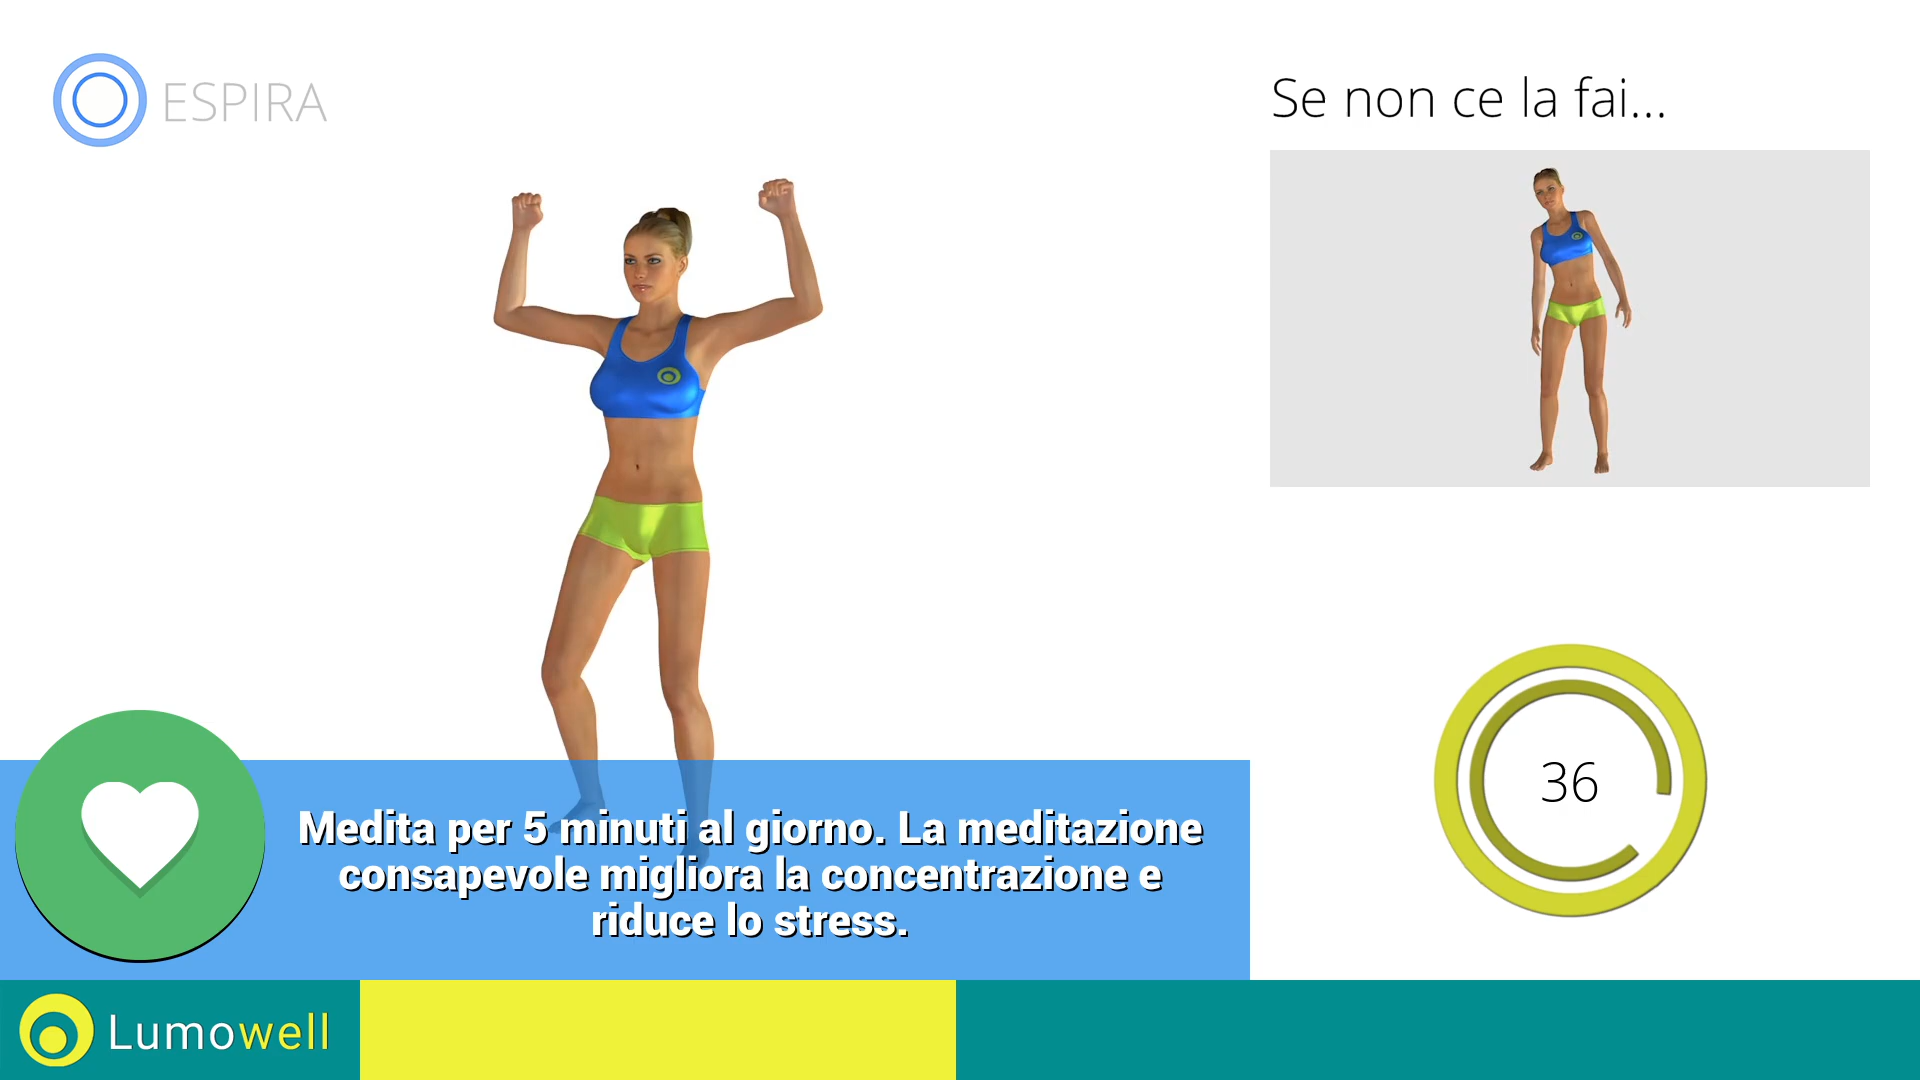 ESPIRA
Se non ce la fai...
36
Medita per 5 minuti al giorno. La meditazione
consapevole migliora la concentrazione e
riduce lo stress.
Lumowell